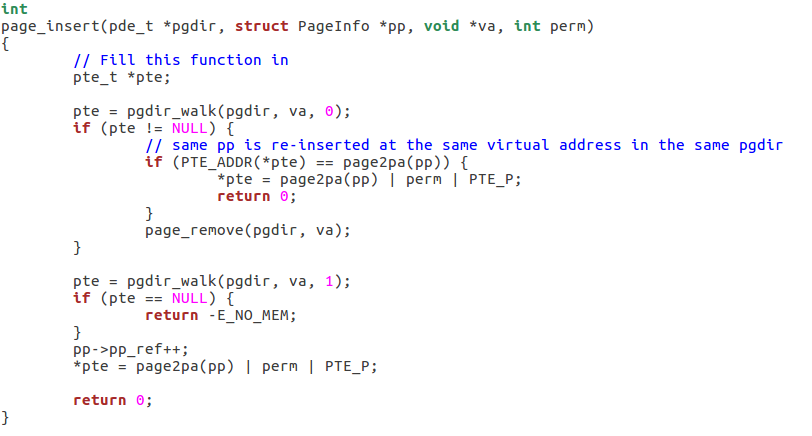 int
page_insert(pde_t *pgdir, struct PageInfo *pp, void *va, int perm)
{
        // Fill this function in
        pte_t *pte;

        pte = pgdir_walk(pgdir, va, 0);
        if (pte != NULL) {
                // same pp is re-inserted at the same virtual address in the same pgdir
                if (PTE_ADDR(*pte) == page2pa(pp)) {
                        *pte = page2pa(pp) | perm | PTE_P;
                        return 0;
                }
                page_remove(pgdir, va);
        }

        pte = pgdir_walk(pgdir, va, 1);
        if (pte == NULL) {
                return -E_NO_MEM;
        }
        pp->pp_ref++;
        *pte = page2pa(pp) | perm | PTE_P;

        return 0;
}